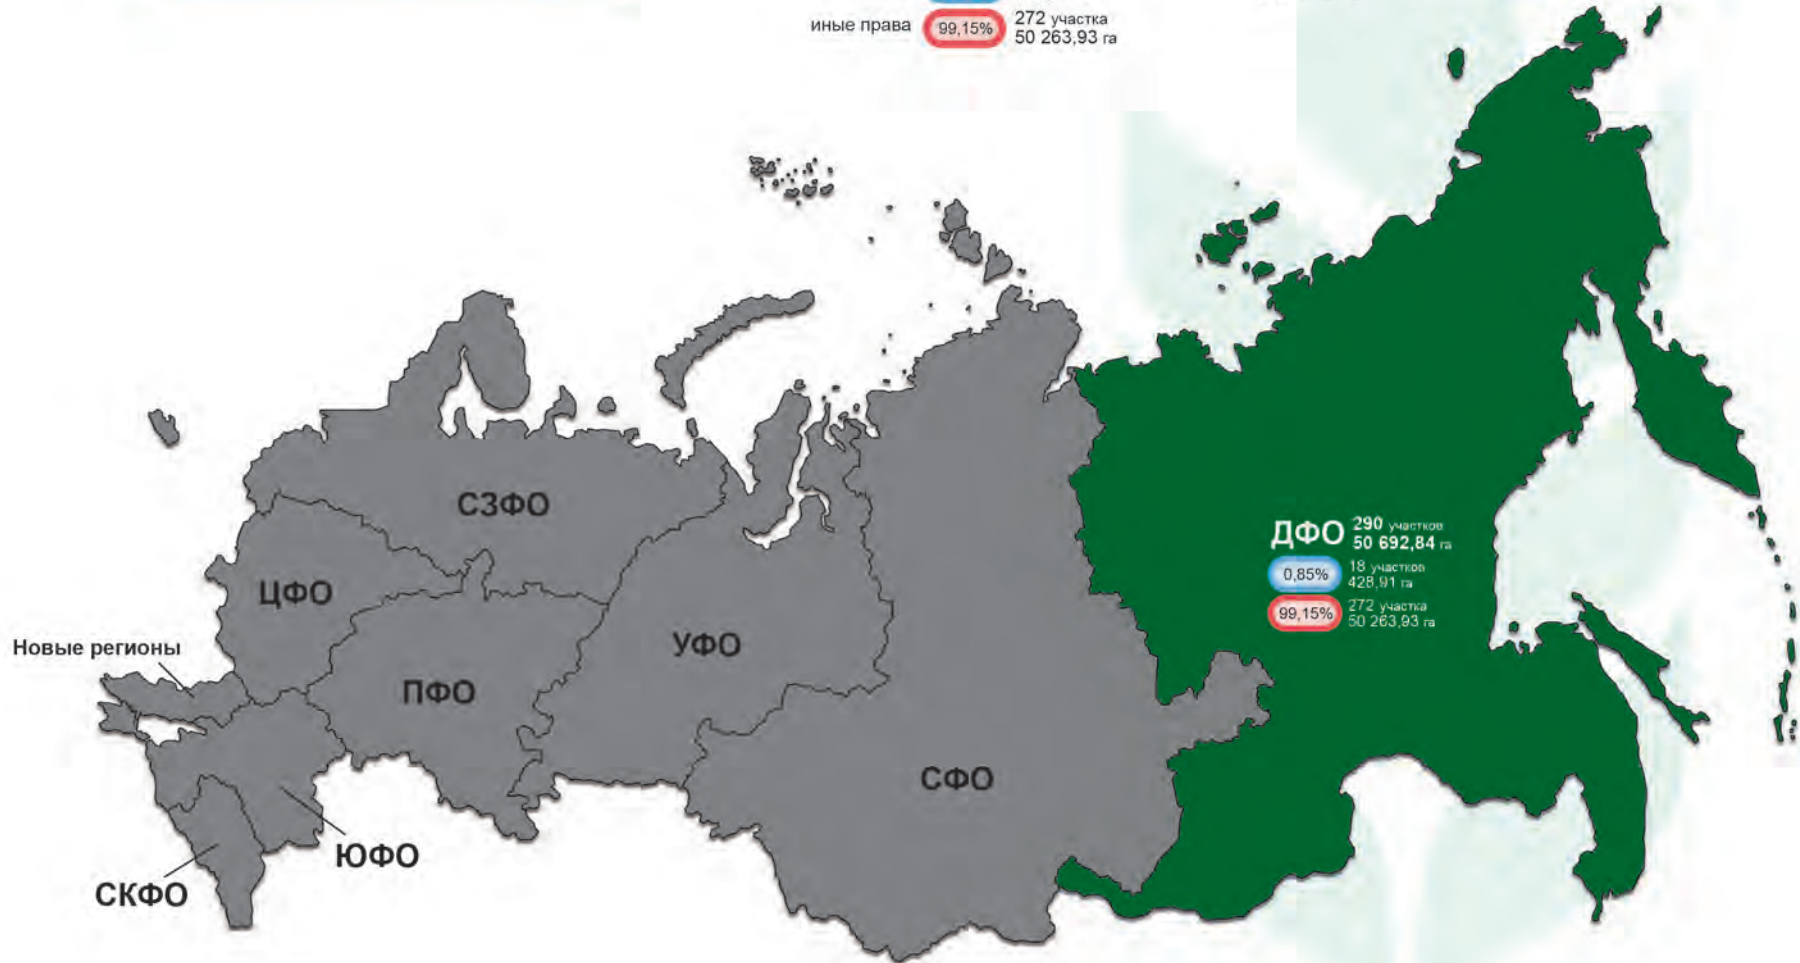 иные права 99,15% 272 участка
50 263,93 га
СЗФО
ДФО 290 участков
50 692,84 га
0,85% 18 участков
428,91 га
ЦФО
99,15% 272 участка
50 263,93 га
Новые регионы
УФО
ПФО
СФО
ЮФО
СКФО